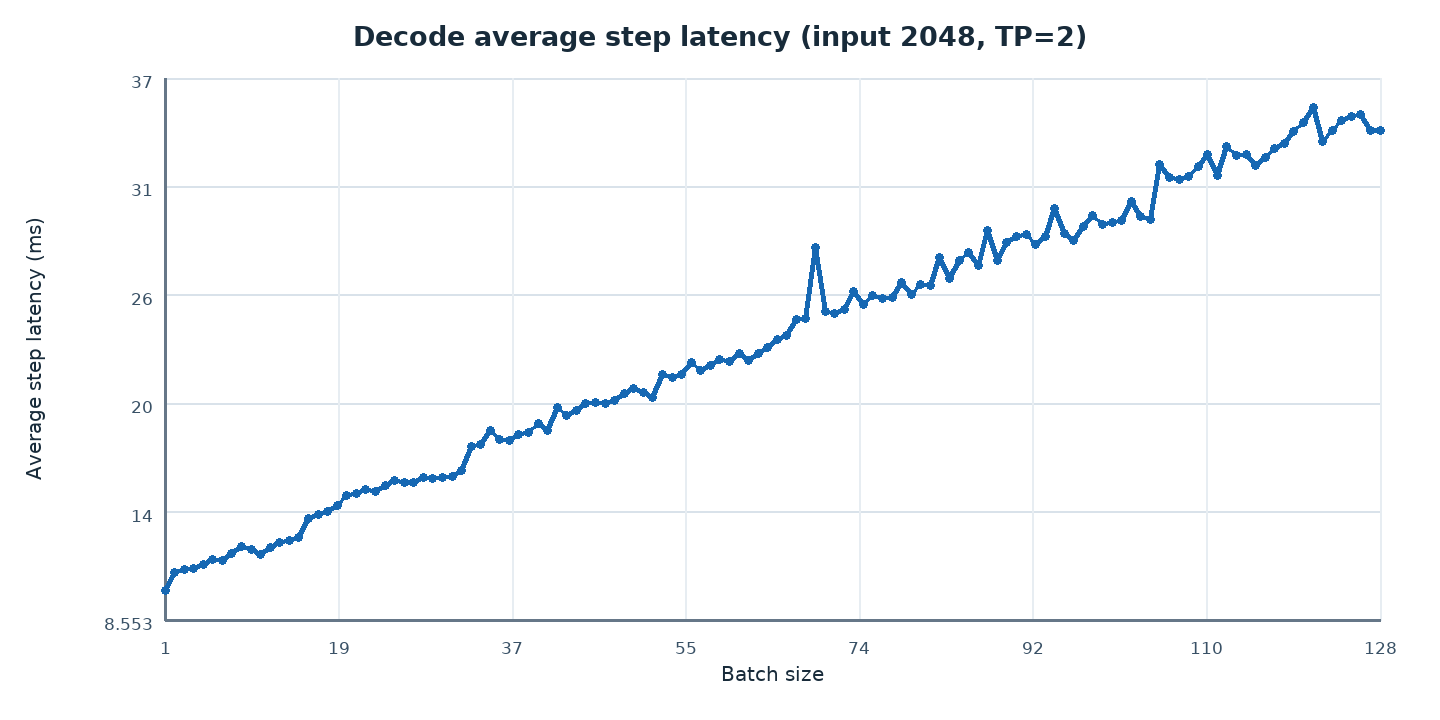 Decode average step latency (input 2048, TP=2)
37
31
26
20
14
8.553
Average step latency (ms)
1 19 37 55 74 92 110 128
Batch size